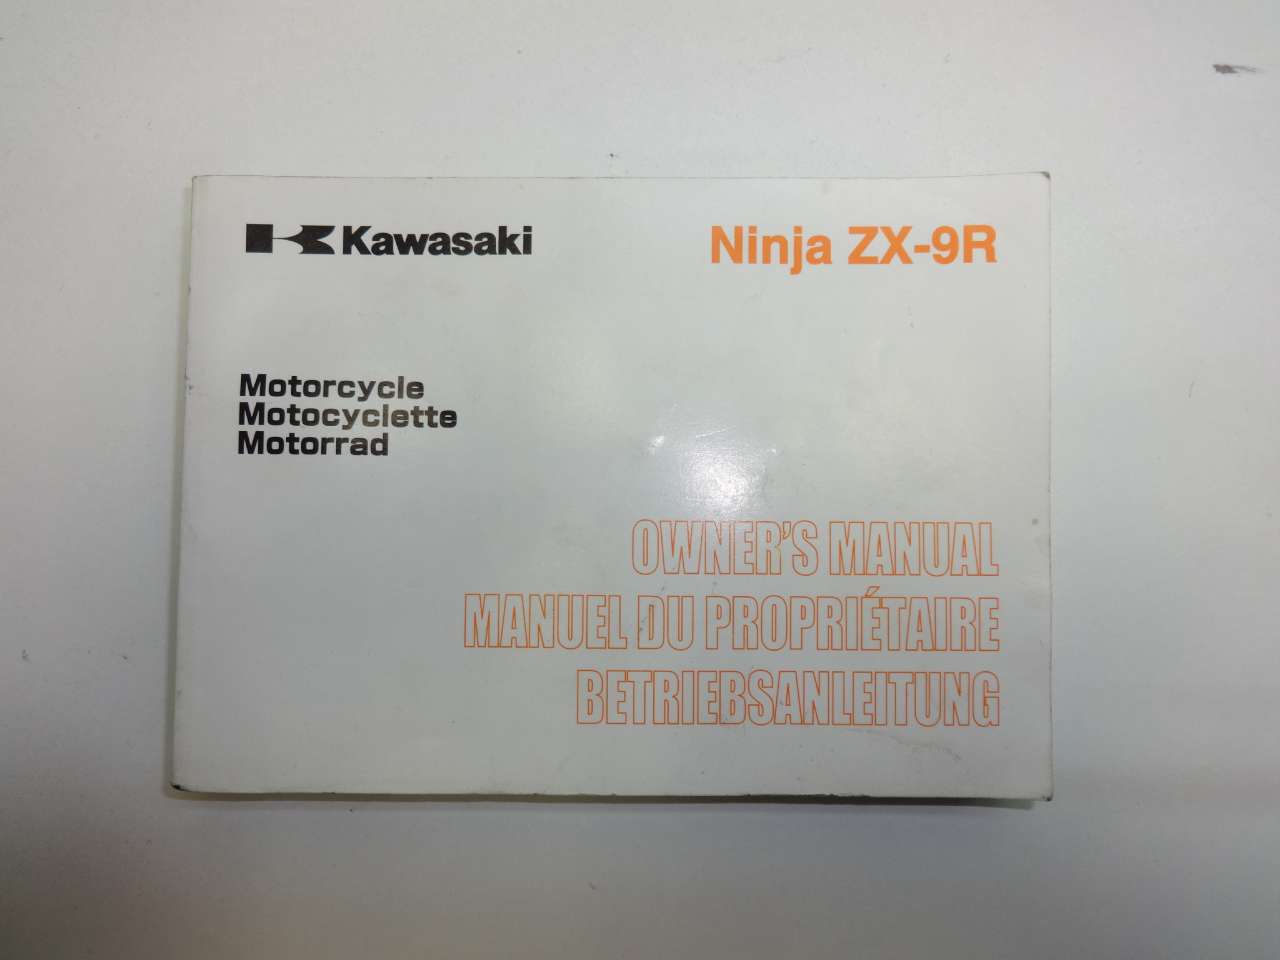 Kawasaki
Ninja ZX-9R
Motorcycle
Motocyclette
Motorrad
OWNER'S MANUAL
MANUEL DU PROPRIÉTAIRE
BETRIEBSANLEITUNG